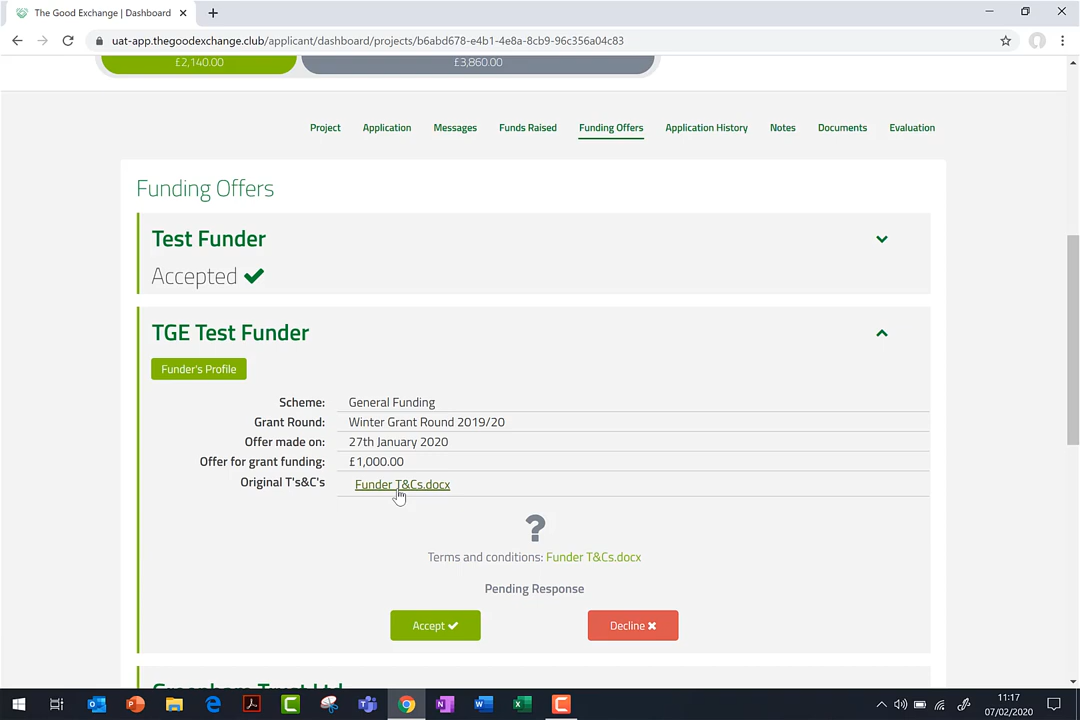 The Good Exchange | Dashboard
uat-app.thegoodexchange.club/applicant/dashboard/projects/b6abd678-e4b1-4e8a-8cb9-96c356a04c83
£2,140.00 £3,860.00
Project Application Messages Funds Raised Funding Offers Application History Notes Documents Evaluation
Funding Offers
Test Funder
Accepted
TGE Test Funder
Funder's Profile
Scheme: General Funding
Grant Round: Winter Grant Round 2019/20
Offer made on: 27th January 2020
Offer for grant funding: £1,000.00
Original T's&C's Funder T&Cs.docx
?
Terms and conditions: Funder T&Cs.docx
Pending Response
Accept Decline
Greenham Trust Ltd
11:17
07/02/2020